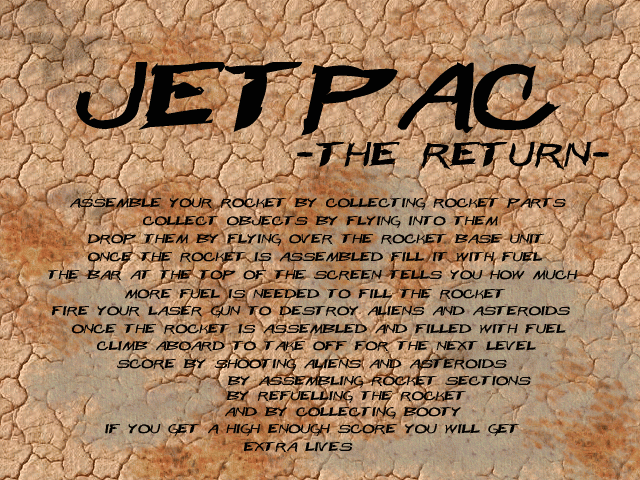 JETPAC
-THE RETURN-
ASSEMBLE YOUR ROCKET BY COLLECTING ROCKET PARTS
COLLECT OBJECTS BY FLYING INTO THEM
DROP THEM BY FLYING OVER THE ROCKET BASE UNIT
ONCE THE ROCKET IS ASSEMBLED FILL IT WITH FUEL
THE BAR AT THE TOP OF THE SCREEN TELLS YOU HOW MUCH
MORE FUEL IS NEEDED TO FILL THE ROCKET
FIRE YOUR LASER GUN TO DESTROY ALIENS AND ASTEROIDS
ONCE THE ROCKET IS ASSEMBLED AND FILLED WITH FUEL
CLIMB ABOARD TO TAKE OFF FOR THE NEXT LEVEL
SCORE BY SHOOTING ALIENS AND ASTEROIDS
BY ASSEMBLING ROCKET SECTIONS
BY REFUELLING THE ROCKET
AND BY COLLECTING BOOTY
IF YOU GET A HIGH ENOUGH SCORE YOU WILL GET
EXTRA LIVES